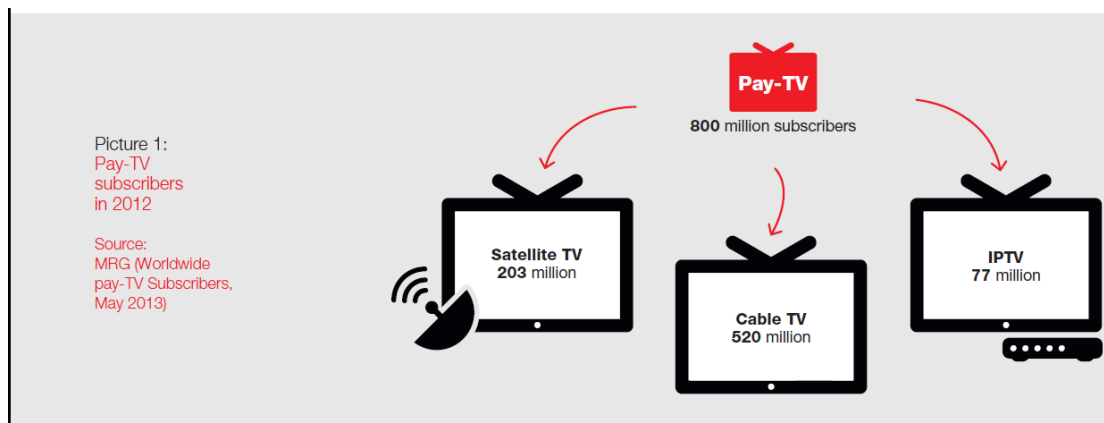 Pay-TV
800 million subscribers
Picture 1:
Pay-TV
subscribers
in 2012
Source:
MRG (Worldwide
pay-TV Subscribers,
May 2013)
Satellite TV
203 million
Cable TV
520 million
IPTV
77 million